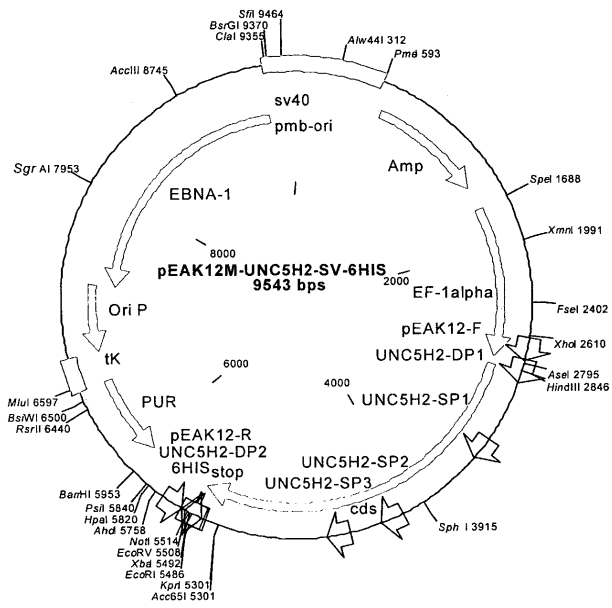 SfiI 9464
BsrGI 9370
ClaI 9355
Alw44I 312
PmeI 593
AccIII 8745
sv40
pmb-ori
Amp
SgrAI 7953
SpeI 1688
EBNA-1
XmnI 1991
8000
pEAK12M-UNC5H2-SV-6HIS
9543 bps
2000
EF-1alpha
FseI 2402
Ori P
pEAK12-F
XhoI 2610
UNC5H2-DP1
tK
6000
AseI 2795
HindIII 2846
4000
UNC5H2-SP1
MluI 6597
BsiWI 6500
RsrII 6440
PUR
pEAK12-R
UNC5H2-DP2
6HIS stop
UNC5H2-SP2
UNC5H2-SP3
cds
SphI 3915
BamHI 5953
PsiI 5840
HpaI 5820
AhdI 5758
NotI 5514
EcoRV 5508
XbaI 5492
EcoRI 5486
KpnI 5301
Acc65I 5301